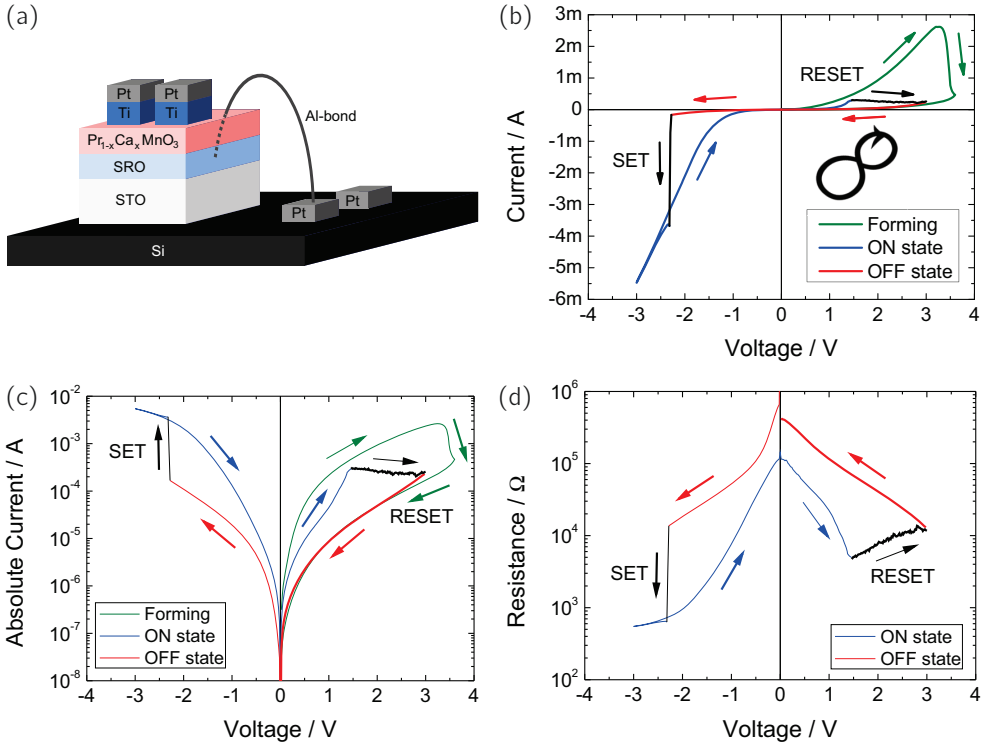 (a)
Pt Pt
Ti Ti
Pr₁₋ₓCaₓMnO₃
SRO
STO
Al-bond
Pt Pt
Si
(b)
3m
2m
1m
0
-1m
-2m
-3m
-4m
-5m
-6m
Current / A
RESET
SET
Forming
ON state
OFF state
-4 -3 -2 -1 0 1 2 3 4
Voltage / V
(c)
10⁻²
10⁻³
10⁻⁴
10⁻⁵
10⁻⁶
10⁻⁷
10⁻⁸
Absolute Current / A
SET
RESET
Forming
ON state
OFF state
-4 -3 -2 -1 0 1 2 3 4
Voltage / V
(d)
10⁶
10⁵
10⁴
10³
10²
Resistance / Ω
SET
RESET
ON state
OFF state
-4 -3 -2 -1 0 1 2 3 4
Voltage / V